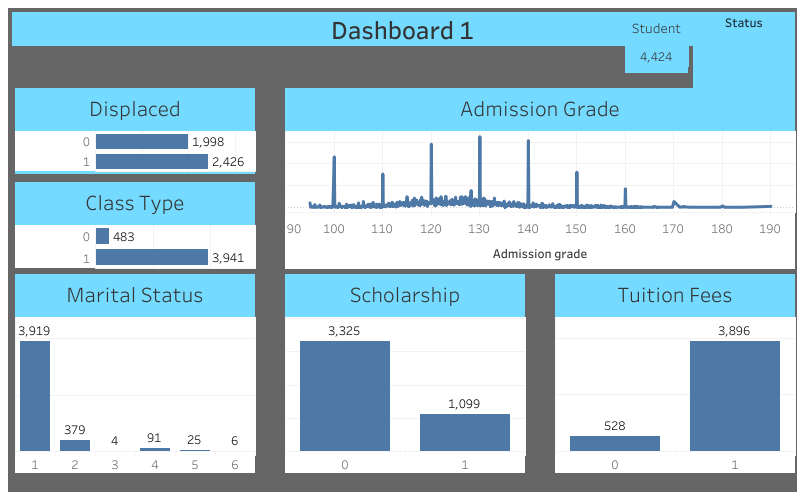 Dashboard 1
Student
4,424
Status
Displaced
0 1,998
1 2,426
Class Type
0 483
1 3,941
Admission Grade
90 100 110 120 130 140 150 160 170 180 190
Admission grade
Marital Status
3,919 379 4 91 25 6
1 2 3 4 5 6
Scholarship
3,325 1,099
0 1
Tuition Fees
528 3,896
0 1